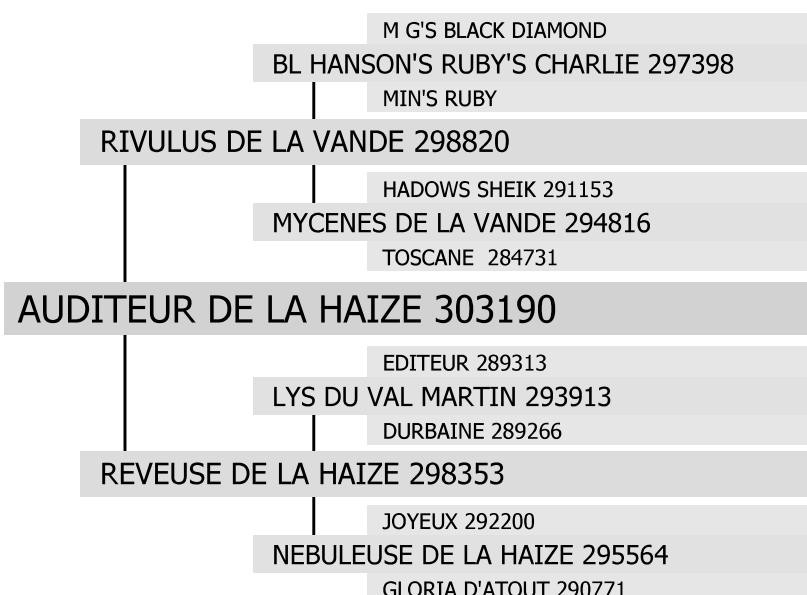 M G'S BLACK DIAMOND
BL HANSON'S RUBY'S CHARLIE 297398
MIN'S RUBY
RIVULUS DE LA VANDE 298820
HADOWS SHEIK 291153
MYCENES DE LA VANDE 294816
TOSCANE 284731
AUDITEUR DE LA HAIZE 303190
EDITEUR 289313
LYS DU VAL MARTIN 293913
DURBAINE 289266
REVEUSE DE LA HAIZE 298353
JOYEUX 292200
NEBULEUSE DE LA HAIZE 295564
GLORIA D'ATOUT 290771